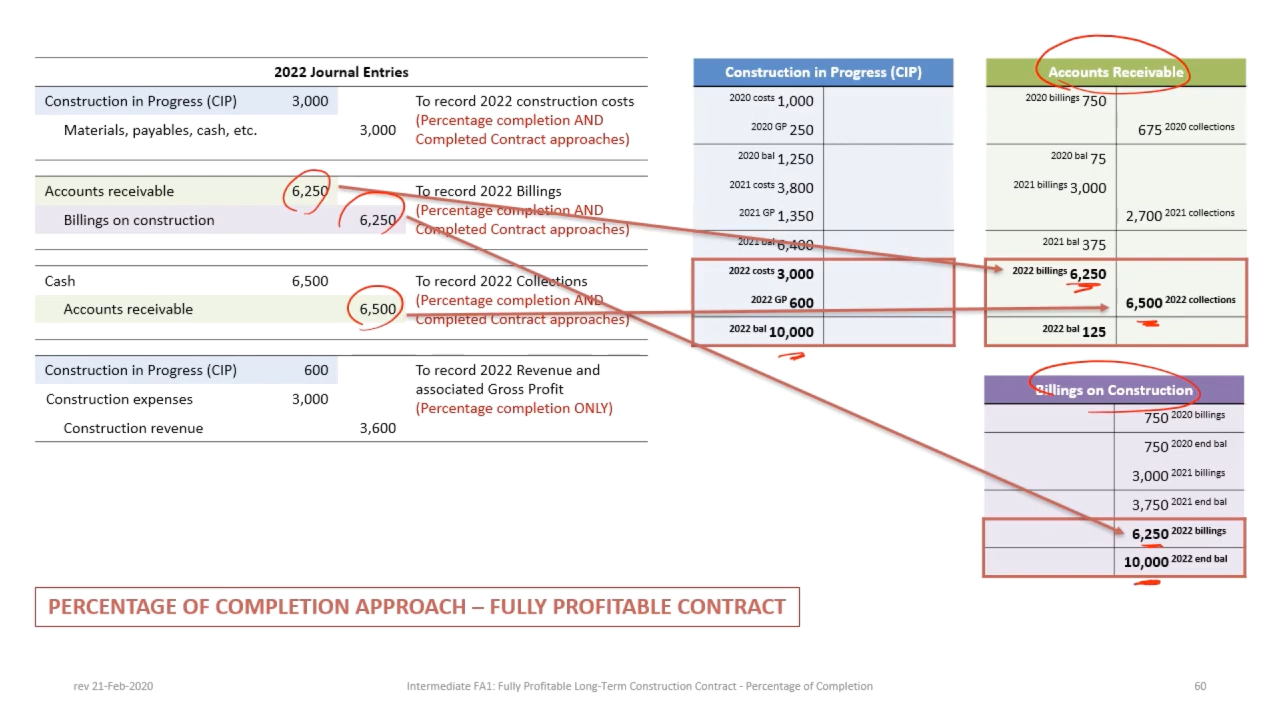 2022 Journal Entries
Construction in Progress (CIP) 3,000 To record 2022 construction costs
(Percentage completion AND
Materials, payables, cash, etc. 3,000
Completed Contract approaches)
Accounts receivable 6,250 To record 2022 Billings
(Percentage completion AND
Billings on construction 6,250
Completed Contract approaches)
Cash 6,500 To record 2022 Collections
(Percentage completion AND
Accounts receivable 6,500
Completed Contract approaches)
Construction in Progress (CIP) 600 To record 2022 Revenue and
associated Gross Profit
Construction expenses 3,000
(Percentage completion ONLY)
Construction revenue 3,600
Construction in Progress (CIP)
2020 costs 1,000
2020 GP 250
2020 bal 1,250
2021 costs 3,800
2021 GP 1,350
2021 bal 6,400
2022 costs 3,000
2022 GP 600
2022 bal 10,000
Accounts Receivable
2020 billings 750
675 2020 collections
2020 bal 75
2021 billings 3,000
2,700 2021 collections
2021 bal 375
2022 billings 6,250
6,500 2022 collections
2022 bal 125
Billings on Construction
750 2020 billings
750 2020 end bal
3,000 2021 billings
3,750 2021 end bal
6,250 2022 billings
10,000 2022 end bal
PERCENTAGE OF COMPLETION APPROACH – FULLY PROFITABLE CONTRACT
rev 21-Feb-2020
Intermediate FA1: Fully Profitable Long-Term Construction Contract - Percentage of Completion
60